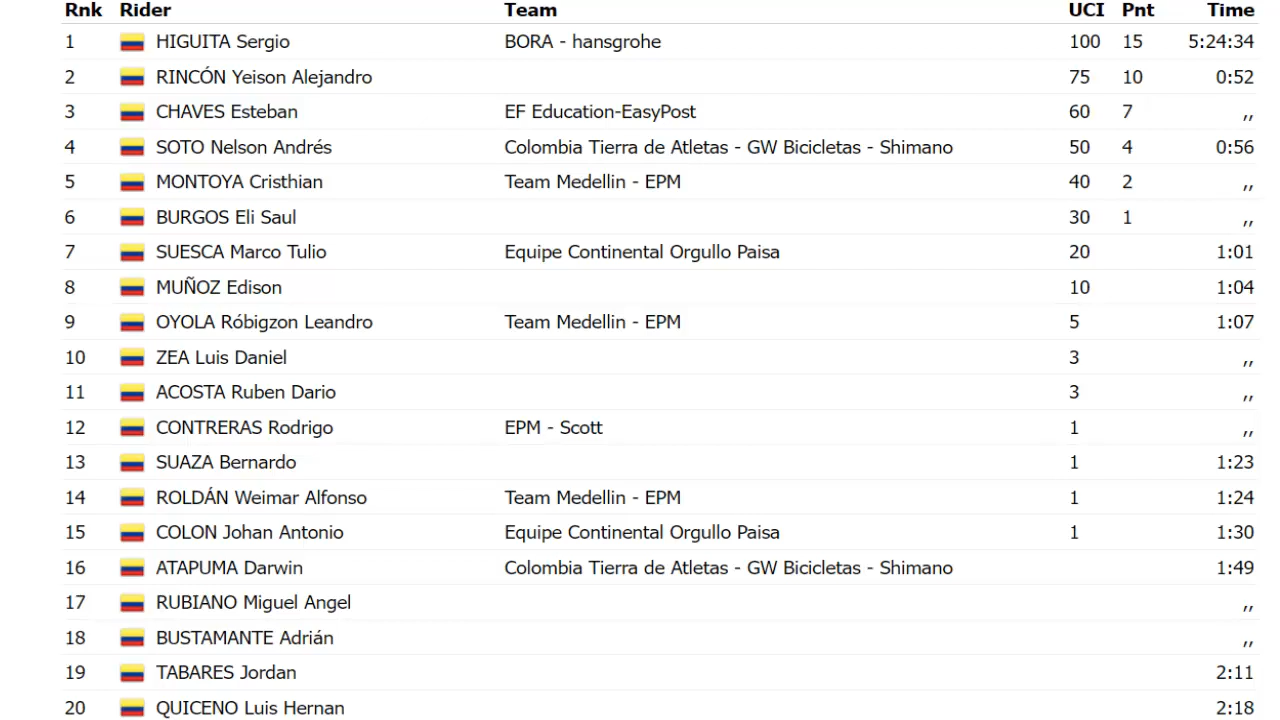 Rnk Rider Team UCI Pnt Time
1 HIGUITA Sergio BORA - hansgrohe 100 15 5:24:34
2 RINCÓN Yeison Alejandro 75 10 0:52
3 CHAVES Esteban EF Education-EasyPost 60 7 ,,
4 SOTO Nelson Andrés Colombia Tierra de Atletas - GW Bicicletas - Shimano 50 4 0:56
5 MONTOYA Cristhian Team Medellin - EPM 40 2 ,,
6 BURGOS Eli Saul 30 1 ,,
7 SUESCA Marco Tulio Equipe Continental Orgullo Paisa 20 1:01
8 MUÑOZ Edison 10 1:04
9 OYOLA Róbigzon Leandro Team Medellin - EPM 5 1:07
10 ZEA Luis Daniel 3 ,,
11 ACOSTA Ruben Dario 3 ,,
12 CONTRERAS Rodrigo EPM - Scott 1 ,,
13 SUAZA Bernardo 1 1:23
14 ROLDÁN Weimar Alfonso Team Medellin - EPM 1 1:24
15 COLON Johan Antonio Equipe Continental Orgullo Paisa 1 1:30
16 ATAPUMA Darwin Colombia Tierra de Atletas - GW Bicicletas - Shimano 1:49
17 RUBIANO Miguel Angel ,,
18 BUSTAMANTE Adrián ,,
19 TABARES Jordan 2:11
20 QUICENO Luis Hernan 2:18